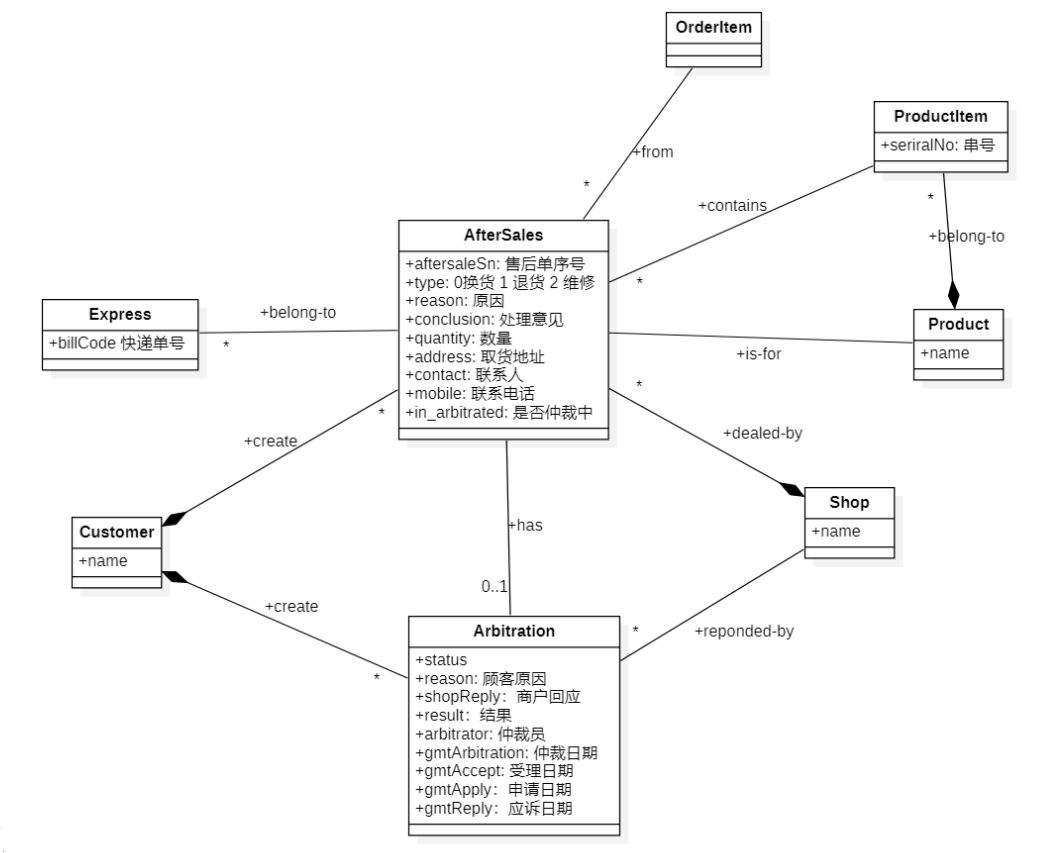 OrderItem
+from
*
ProductItem
+seriralNo: 串号
+contains
*
*
+belong-to
AfterSales
+aftersaleSn: 售后单序号
+type: 0换货 1 退货 2 维修
+reason: 原因
+conclusion: 处理意见
+quantity: 数量
+address: 取货地址
+contact: 联系人
+mobile: 联系电话
+in_arbitrated: 是否仲裁中
Express
+billCode 快递单号
+belong-to
*
Product
+name
+is-for
*
+dealed-by
*
+create
Shop
+name
Customer
+name
+has
0..1
+create
*
*
+reponded-by
Arbitration
+status
+reason: 顾客原因
+shopReply：商户回应
+result：结果
+arbitrator: 仲裁员
+gmtArbitration: 仲裁日期
+gmtAccept: 受理日期
+gmtApply：申请日期
+gmtReply：应诉日期